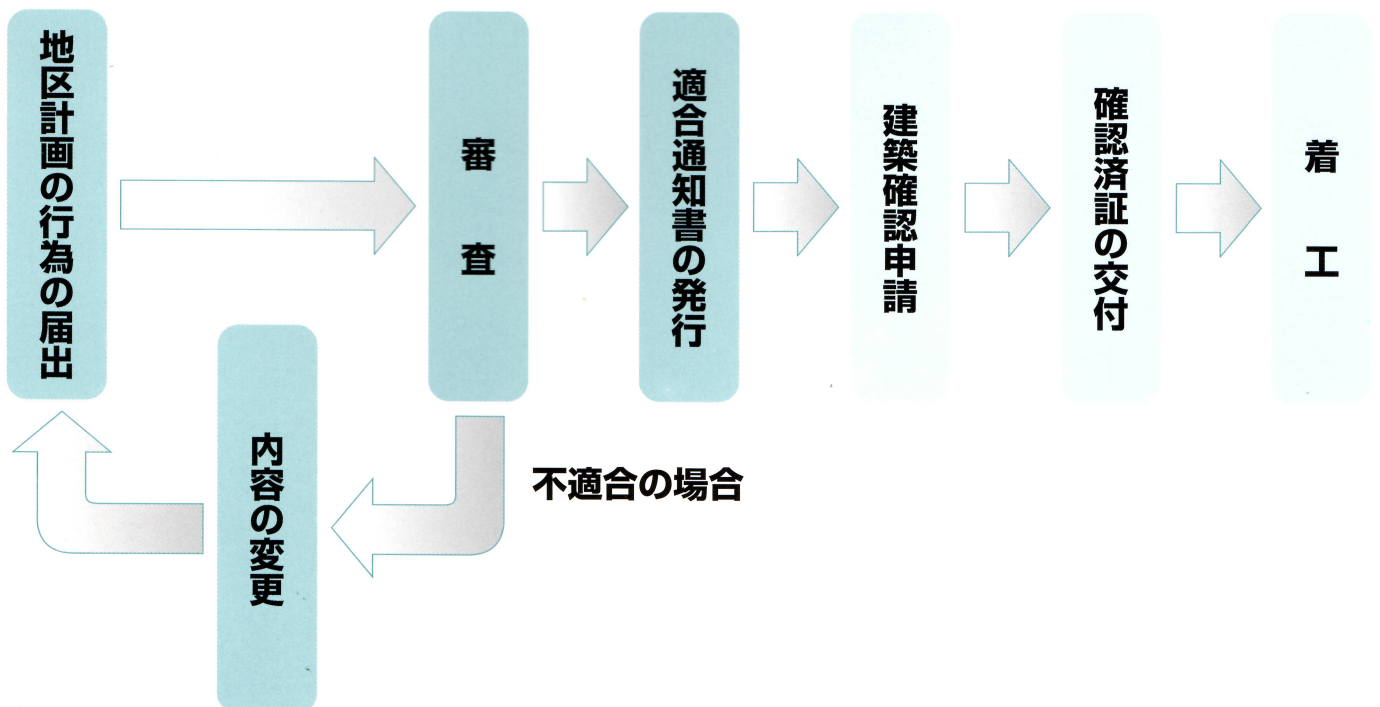 地区計画の行為の届出
審査
適合通知書の発行
建築確認申請
確認済証の交付
着工
内容の変更
不適合の場合